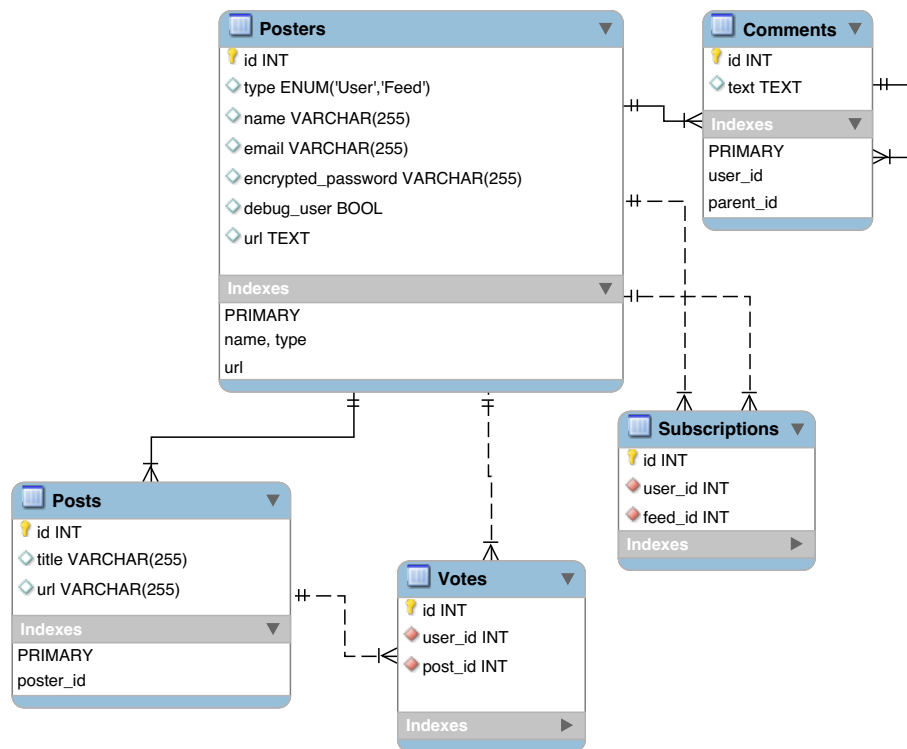 Posters
id INT
type ENUM('User','Feed')
name VARCHAR(255)
email VARCHAR(255)
encrypted_password VARCHAR(255)
debug_user BOOL
url TEXT
Indexes
PRIMARY
name, type
url
Comments
id INT
text TEXT
Indexes
PRIMARY
user_id
parent_id
Subscriptions
id INT
user_id INT
feed_id INT
Indexes
Posts
id INT
title VARCHAR(255)
url VARCHAR(255)
Indexes
PRIMARY
poster_id
Votes
id INT
user_id INT
post_id INT
Indexes